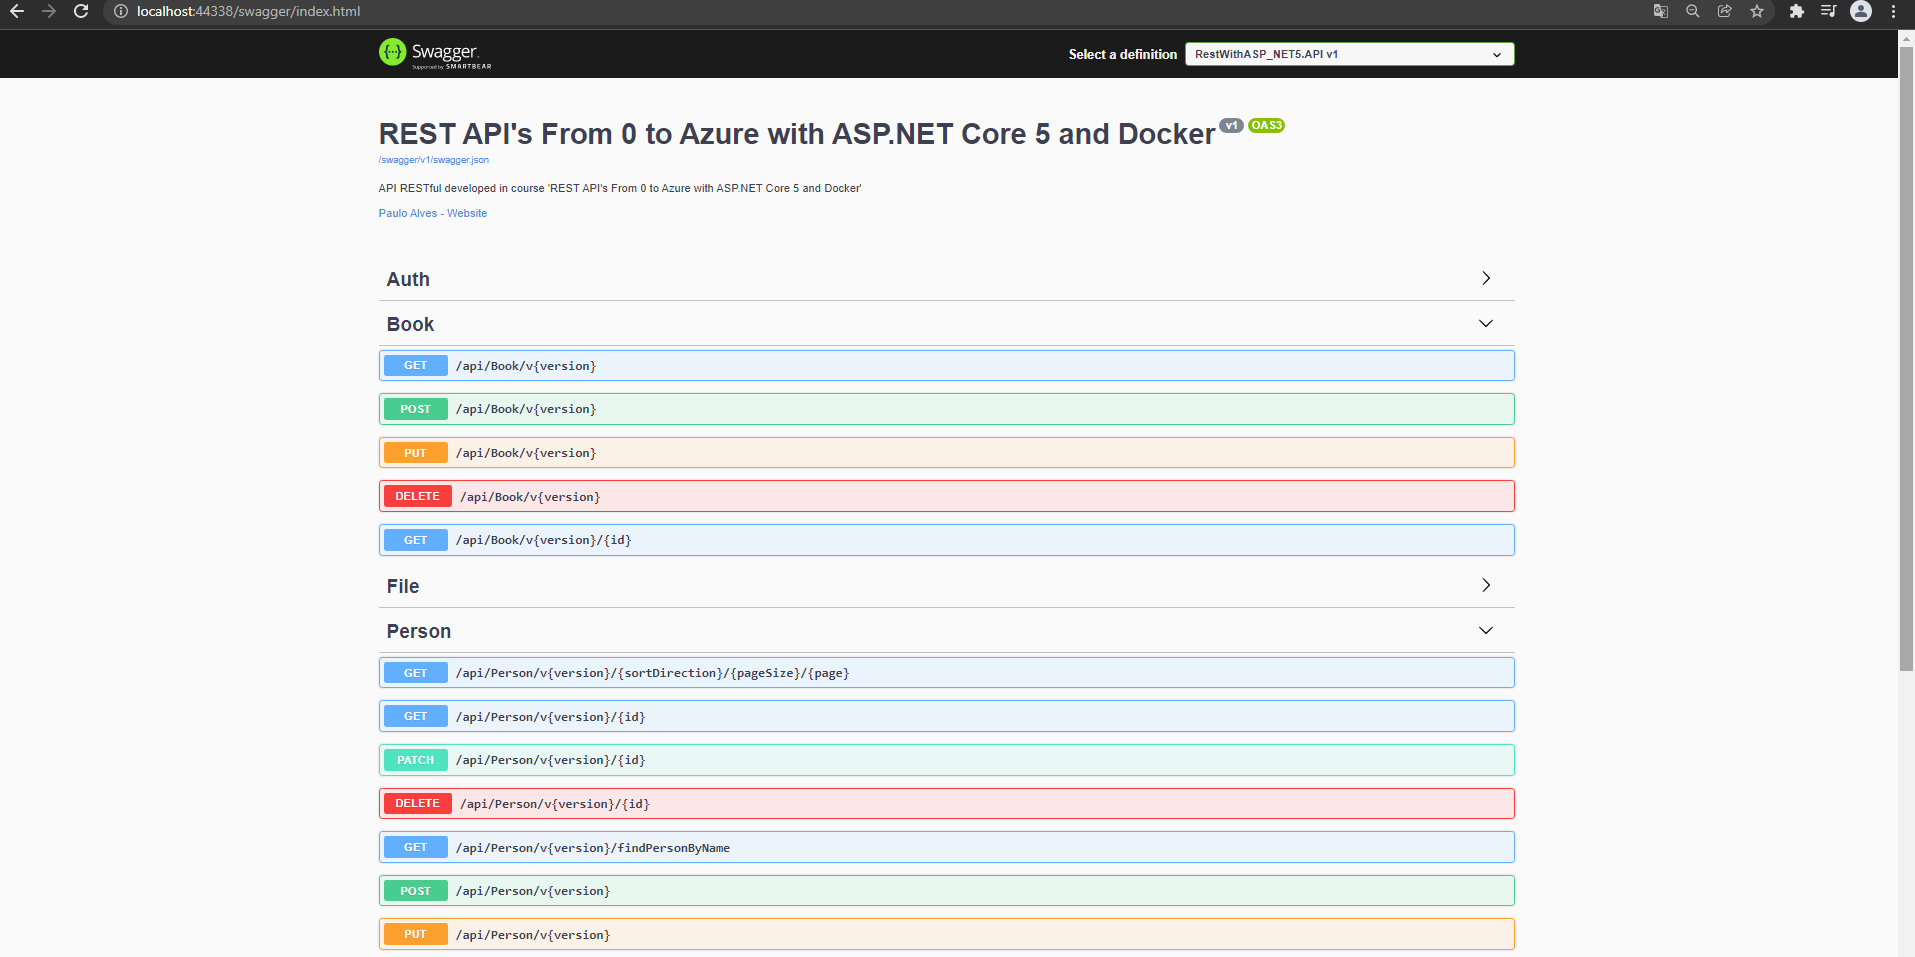 localhost:44338/swagger/index.html
{...} Swagger.
Supported by SMARTBEAR
Select a definition RestWithASP_NET5.API v1
REST API's From 0 to Azure with ASP.NET Core 5 and Docker v1 OAS3
/swagger/v1/swagger.json
API RESTful developed in course 'REST API's From 0 to Azure with ASP.NET Core 5 and Docker'
Paulo Alves - Website
Auth
Book
GET /api/Book/v{version}
POST /api/Book/v{version}
PUT /api/Book/v{version}
DELETE /api/Book/v{version}
GET /api/Book/v{version}/{id}
File
Person
GET /api/Person/v{version}/{sortDirection}/{pageSize}/{page}
GET /api/Person/v{version}/{id}
PATCH /api/Person/v{version}/{id}
DELETE /api/Person/v{version}/{id}
GET /api/Person/v{version}/findPersonByName
POST /api/Person/v{version}
PUT /api/Person/v{version}